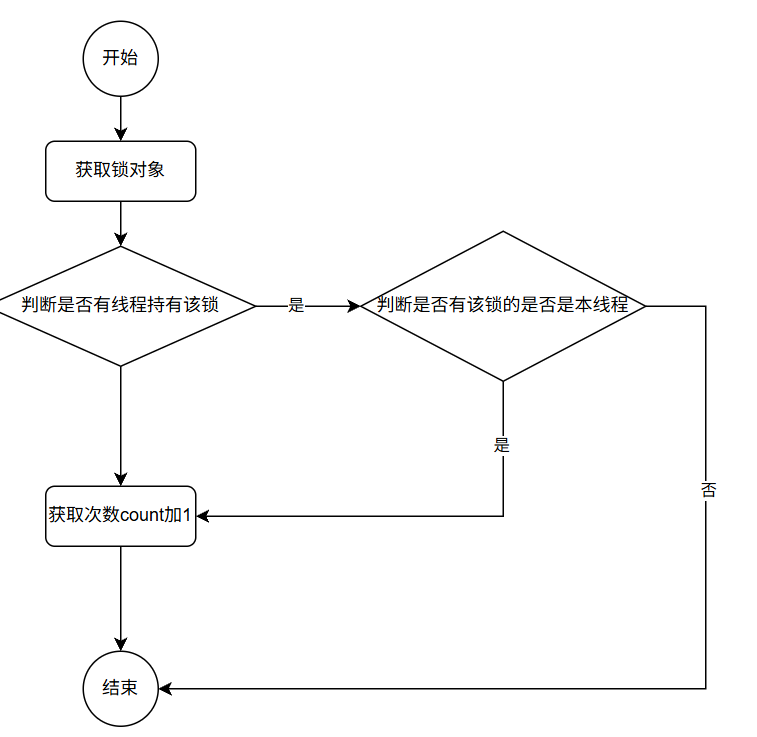 开始
获取锁对象
判断是否有线程持有该锁
是
判断是否有该锁的是否是本线程
是
否
获取次数count加1
结束